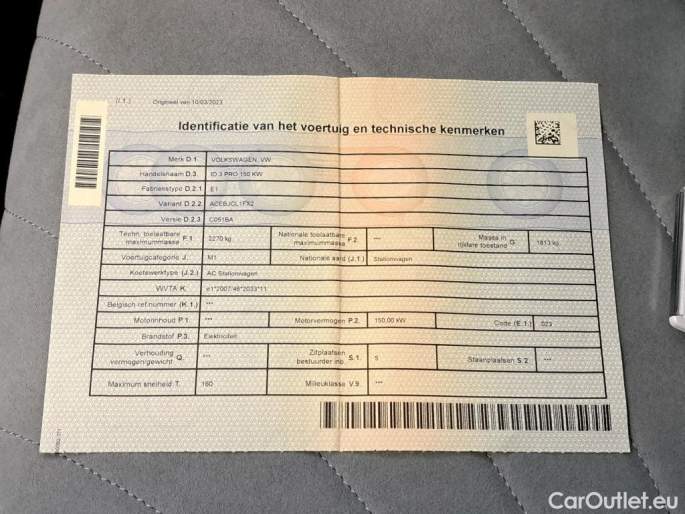 (I.1.) Origineel van 10/03/2023
Identificatie van het voertuig en technische kenmerken
Merk D.1. VOLKSWAGEN, VW
Handelsnaam D.3. ID.3 PRO 150 KW
Fabriekstype D.2.1 E1
Variant D.2.2 ACEBJCL1FX2
Versie D.2.3 C051BA
Techn. toelaatbare maximummassa F.1. 2270 kg Nationale toelaatbare maximummassa F.2. *** Massa in rijklare toestand G. 1813 kg
Voertuigcategorie J. M1 Nationale aard (J.1.) Stationwagen
Koetswerktype (J.2.) AC Stationwagen
WVTA K. e1*2007/46*2033*11
Belgisch ref.nummer (K.1.) ***
Motorinhoud P.1. *** Motorvermogen P.2. 150,00 kW Code (E.1.) 023
Brandstof P.3. Elektriciteit
Verhouding vermogen/gewicht Q. *** Zitplaatsen bestuurder inb. S.1. 5 Staanplaatsen S.2. ***
Maximum snelheid T. 160 Milieuklasse V.9. ***
CarOutlet.eu